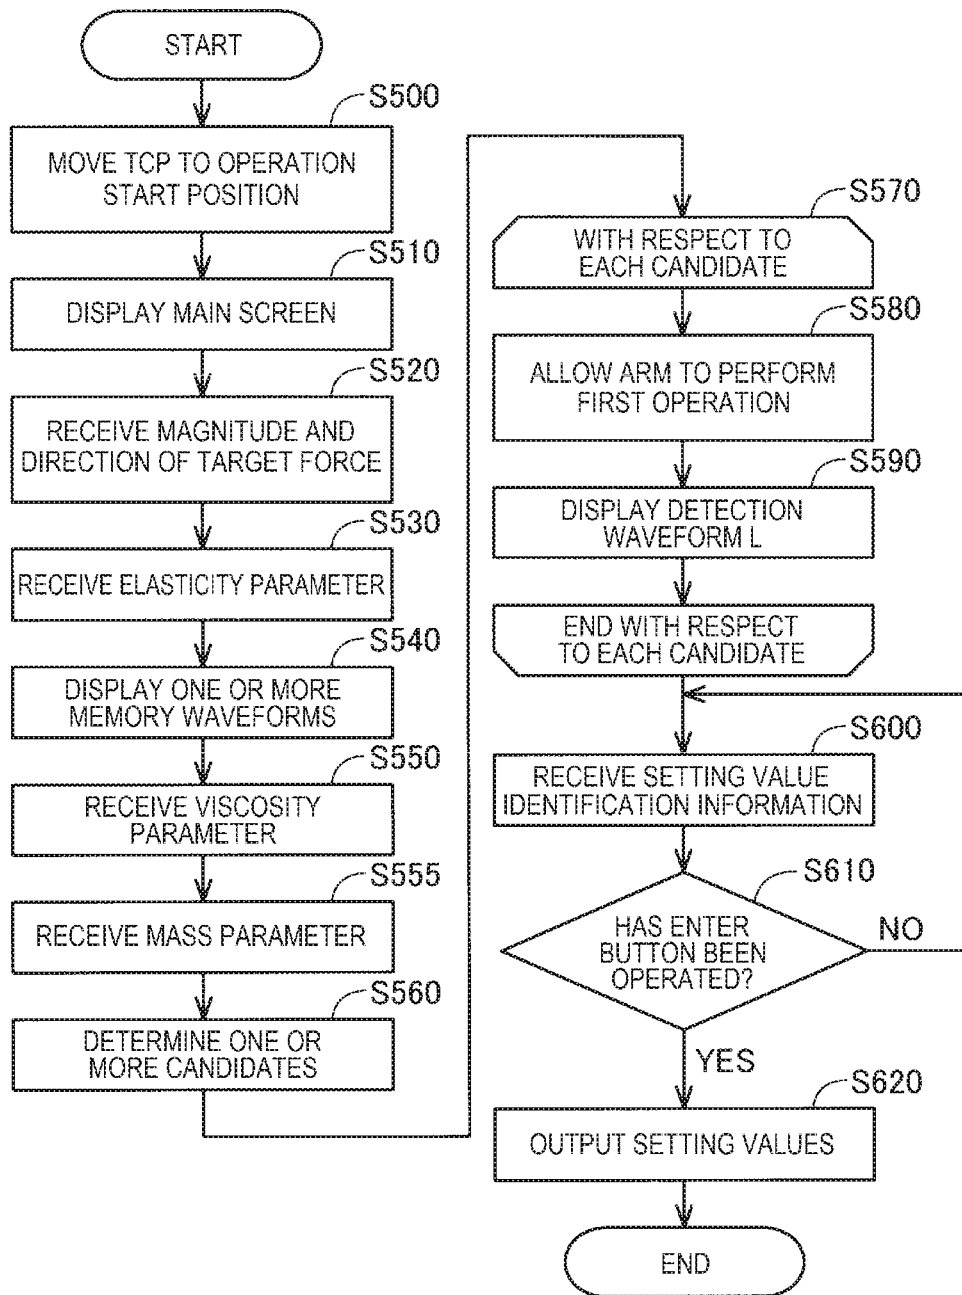 START
S500
MOVE TCP TO OPERATION
START POSITION
S510
DISPLAY MAIN SCREEN
S520
RECEIVE MAGNITUDE AND
DIRECTION OF TARGET FORCE
S530
RECEIVE ELASTICITY PARAMETER
S540
DISPLAY ONE OR MORE
MEMORY WAVEFORMS
S550
RECEIVE VISCOSITY
PARAMETER
S555
RECEIVE MASS PARAMETER
S560
DETERMINE ONE OR
MORE CANDIDATES
S570
WITH RESPECT TO
EACH CANDIDATE
S580
ALLOW ARM TO PERFORM
FIRST OPERATION
S590
DISPLAY DETECTION
WAVEFORM L
END WITH RESPECT
TO EACH CANDIDATE
S600
RECEIVE SETTING VALUE
IDENTIFICATION INFORMATION
S610
HAS ENTER
BUTTON BEEN
OPERATED?
NO
YES
S620
OUTPUT SETTING VALUES
END